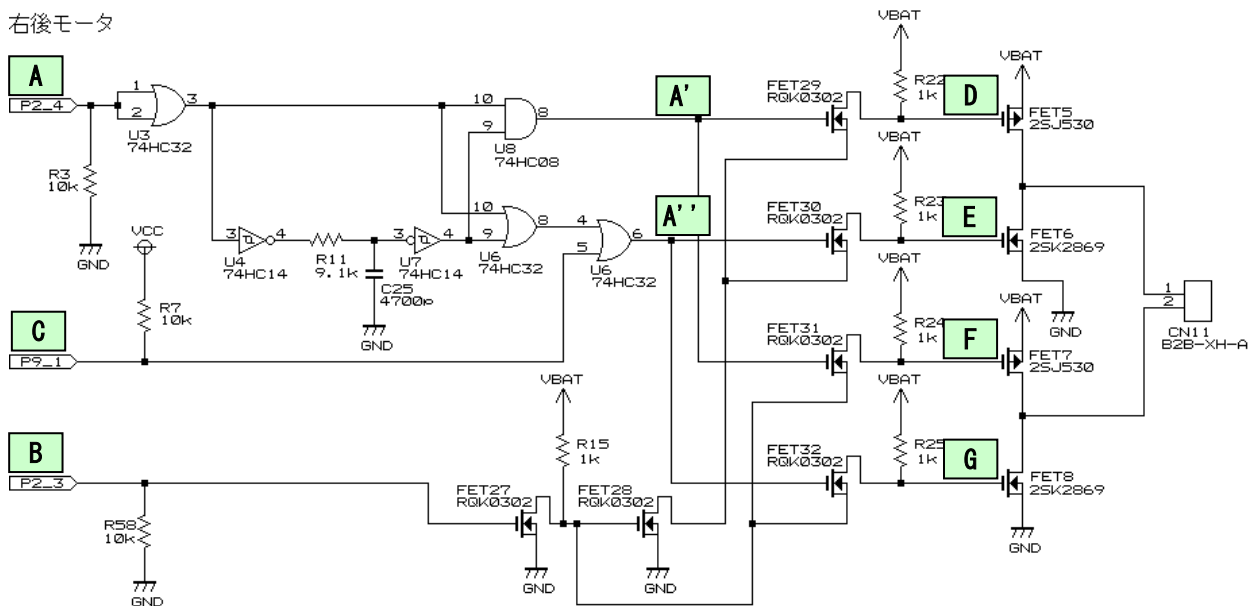 右後モータ
A
P2_4
1
2
3
U3
74HC32
R3
10k
GND
VCC
R7
10k
C
P9_1
B
P2_3
R58
10k
GND
3
4
U4
74HC14
R11
9.1k
C25
4700p
GND
3
4
U7
74HC14
10
9
8
U8
74HC08
10
9
8
U6
74HC32
4
5
6
U6
74HC32
A'
A''
VBAT
R15
1k
FET27
RQK0302
GND
FET28
RQK0302
GND
FET29
RQK0302
FET30
RQK0302
FET31
RQK0302
FET32
RQK0302
VBAT
R22
1k
D
VBAT
R23
1k
E
VBAT
R24
1k
F
VBAT
R25
1k
G
VBAT
FET5
2SJ530
FET6
2SK2869
GND
VBAT
FET7
2SJ530
FET8
2SK2869
GND
1
2
CN11
B2B-XH-A